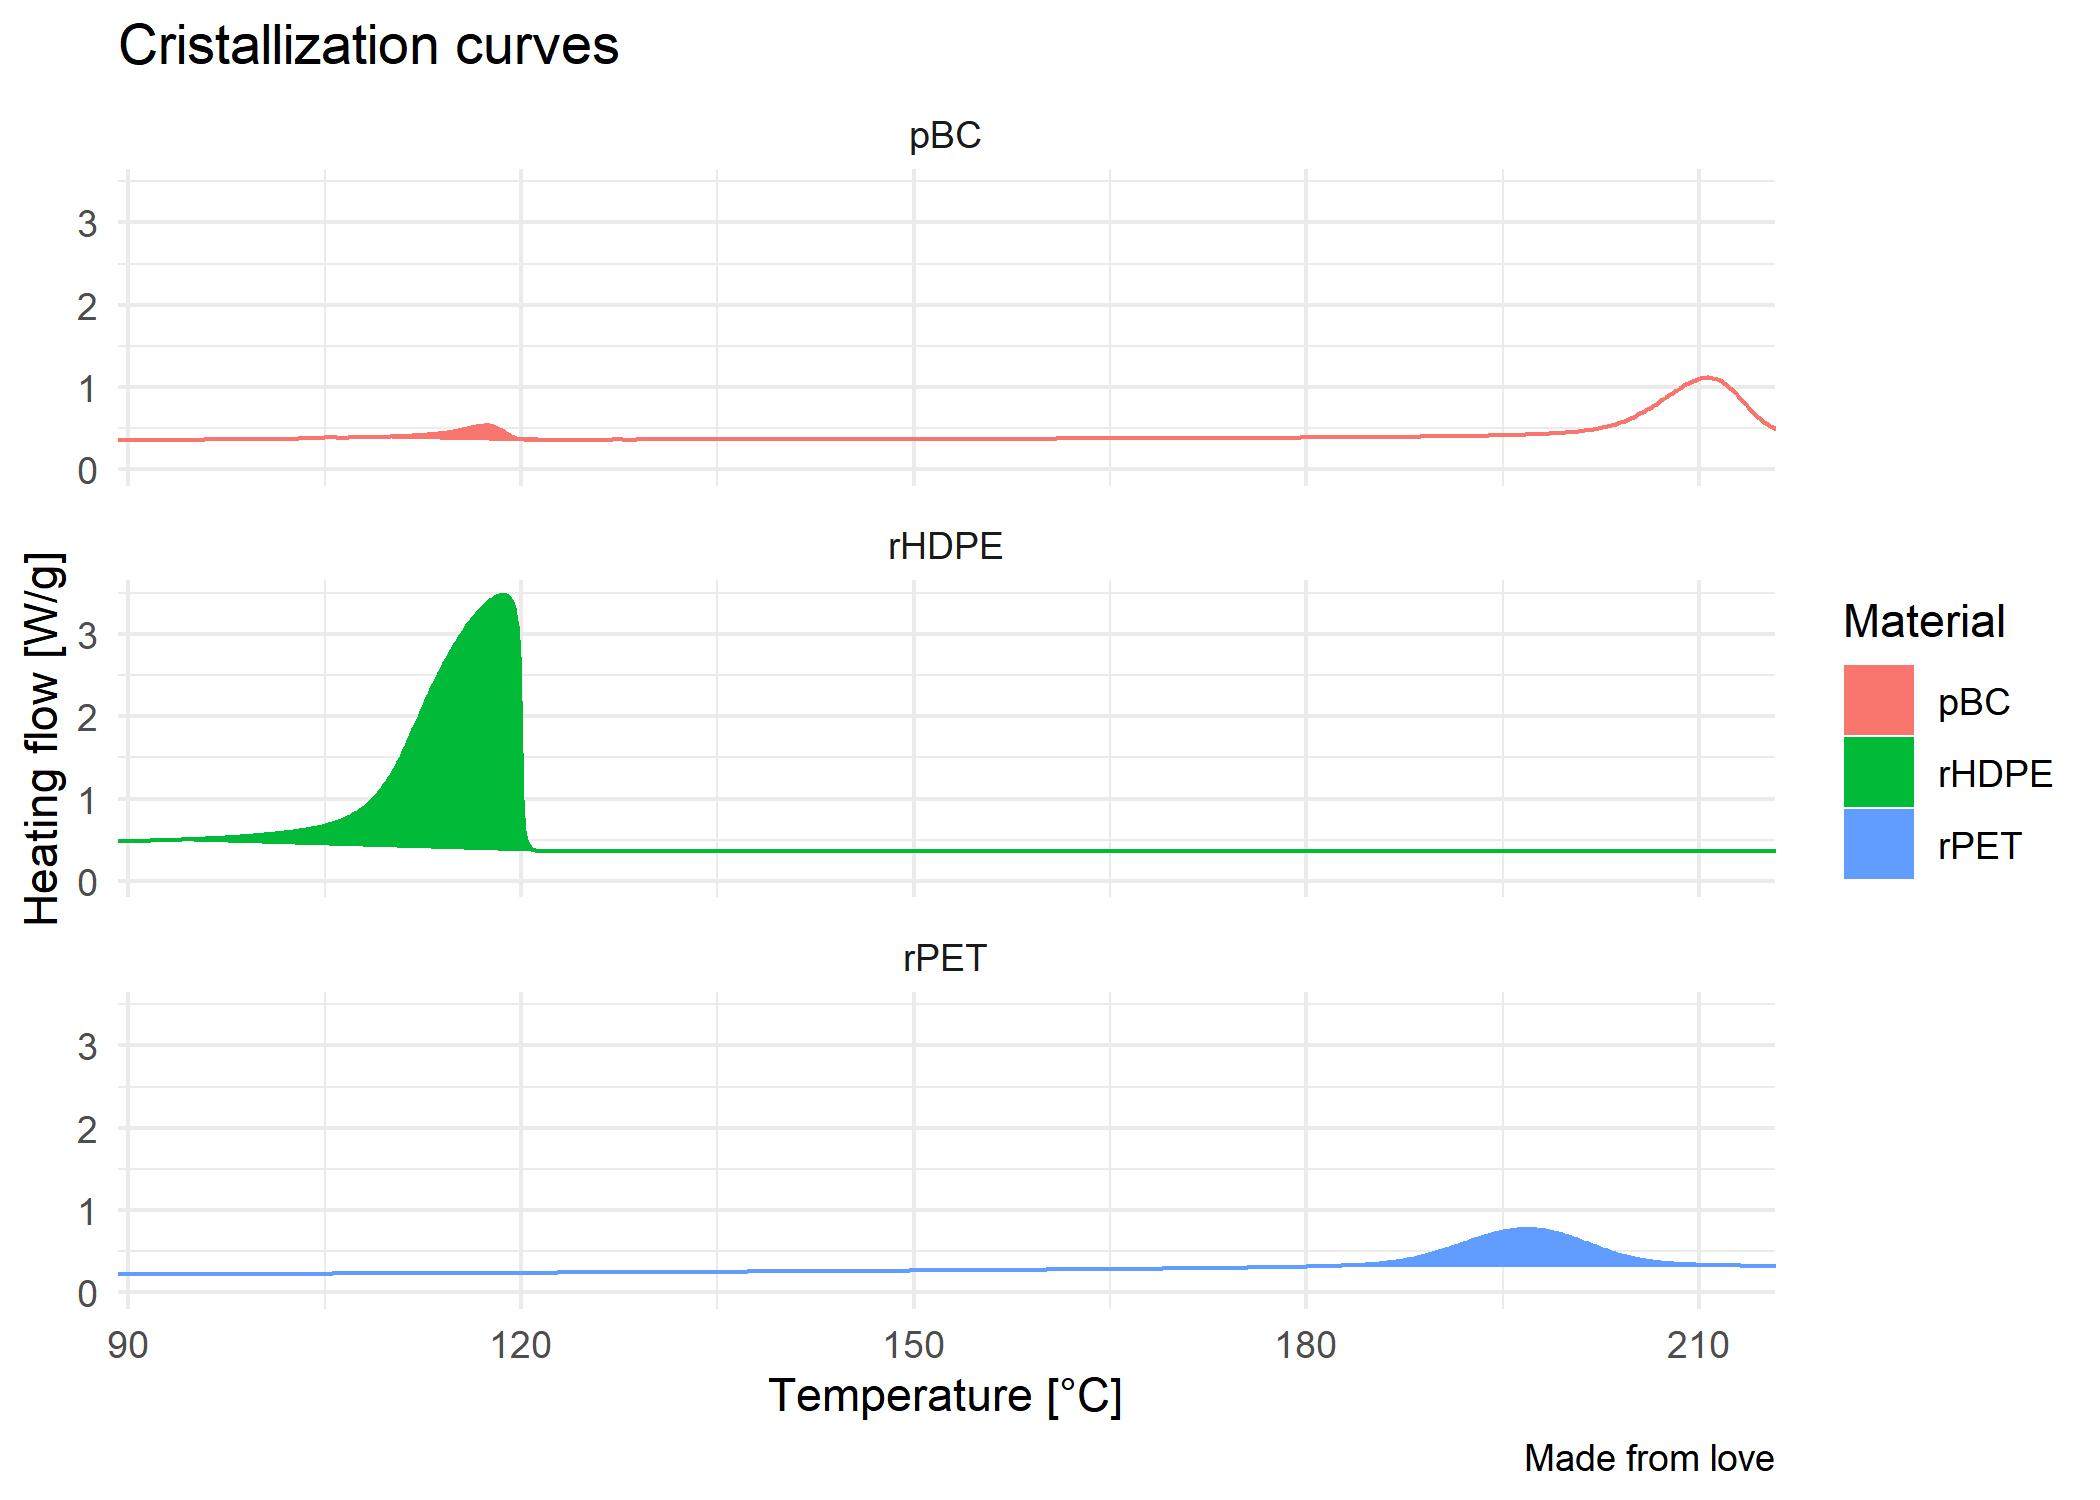 Cristallization curves
pBC
3
2
1
0
rHDPE
3
2
1
0
rPET
3
2
1
0
90 120 150 180 210
Temperature [°C]
Heating flow [W/g]
Material
pBC
rHDPE
rPET
Made from love